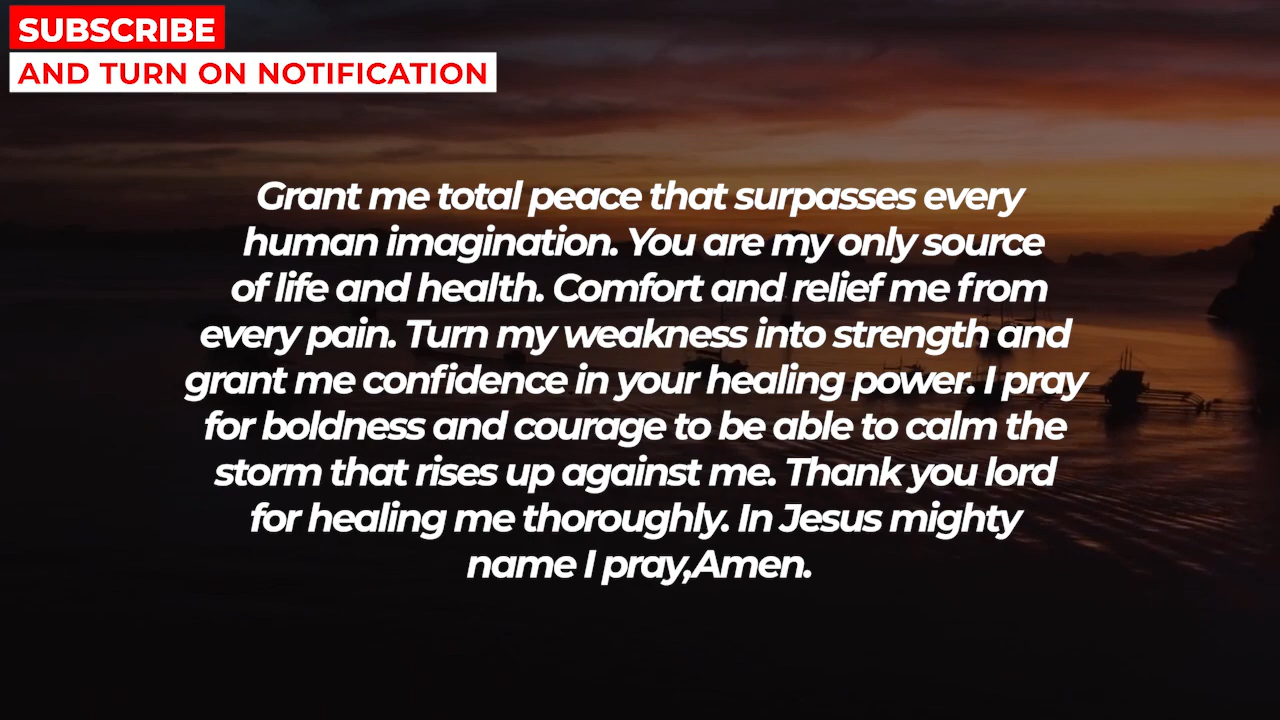 SUBSCRIBE
AND TURN ON NOTIFICATION
Grant me total peace that surpasses every
human imagination. You are my only source
of life and health. Comfort and relief me from
every pain. Turn my weakness into strength and
grant me confidence in your healing power. I pray
for boldness and courage to be able to calm the
storm that rises up against me. Thank you lord
for healing me thoroughly. In Jesus mighty
name I pray,Amen.